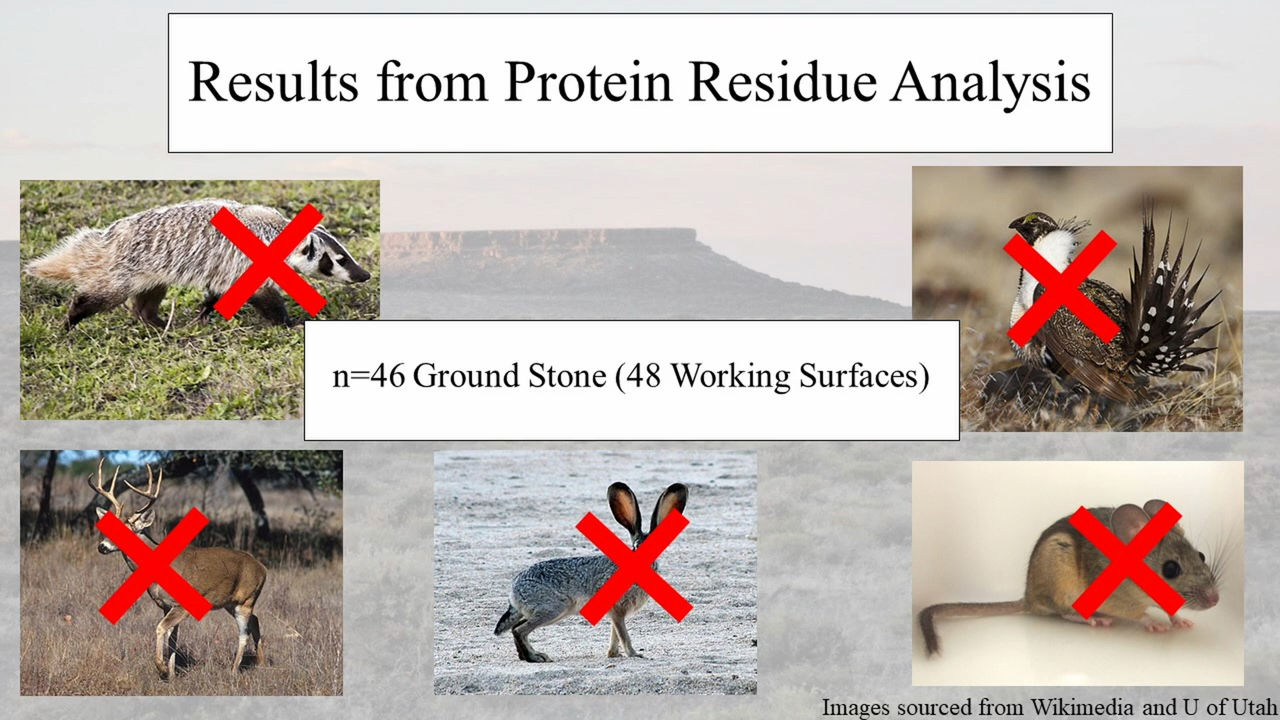 Results from Protein Residue Analysis
n=46 Ground Stone (48 Working Surfaces)
Images sourced from Wikimedia and U of Utah